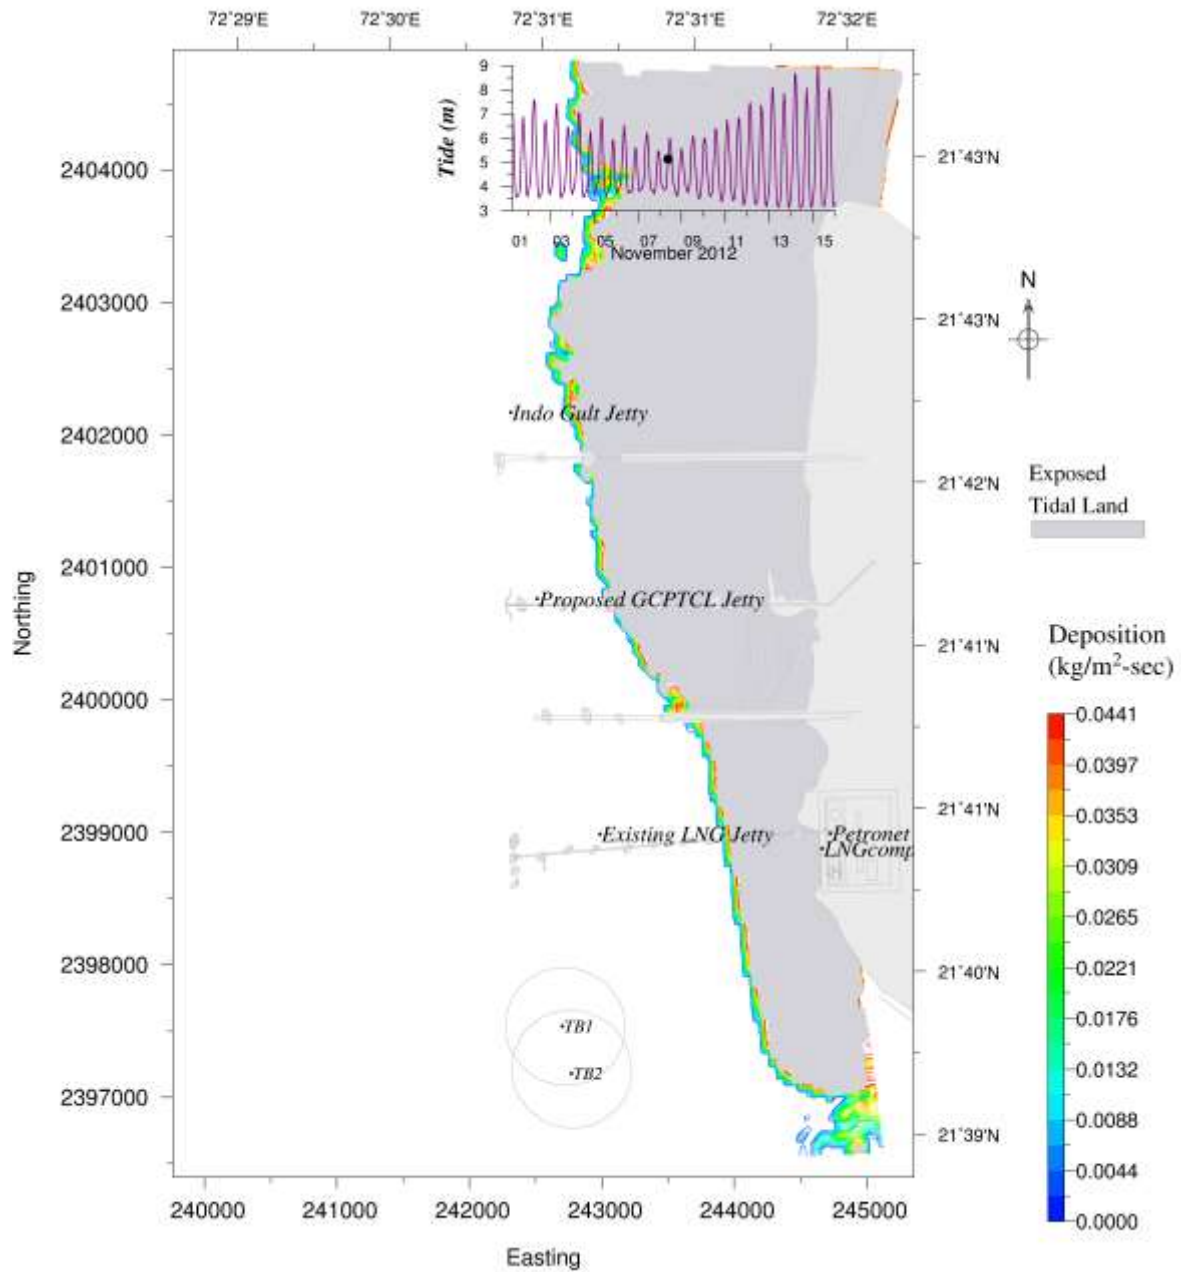 72°29'E 72°30'E 72°31'E 72°31'E 72°32'E
9
8
7
6
5
4
3
Tide (m)
01 03 05 07 09 11 13 15
November 2012
2404000
2403000
2402000
2401000
2400000
2399000
2398000
2397000
Northing
21°43'N
21°43'N
21°42'N
21°41'N
21°41'N
21°40'N
21°39'N
N
Indo Gult Jetty
Proposed GCPTCL Jetty
Existing LNG Jetty
Petronet
LNGcomp
TB1
TB2
Exposed
Tidal Land
Deposition
(kg/m²-sec)
0.0441
0.0397
0.0353
0.0309
0.0265
0.0221
0.0176
0.0132
0.0088
0.0044
0.0000
240000 241000 242000 243000 244000 245000
Easting